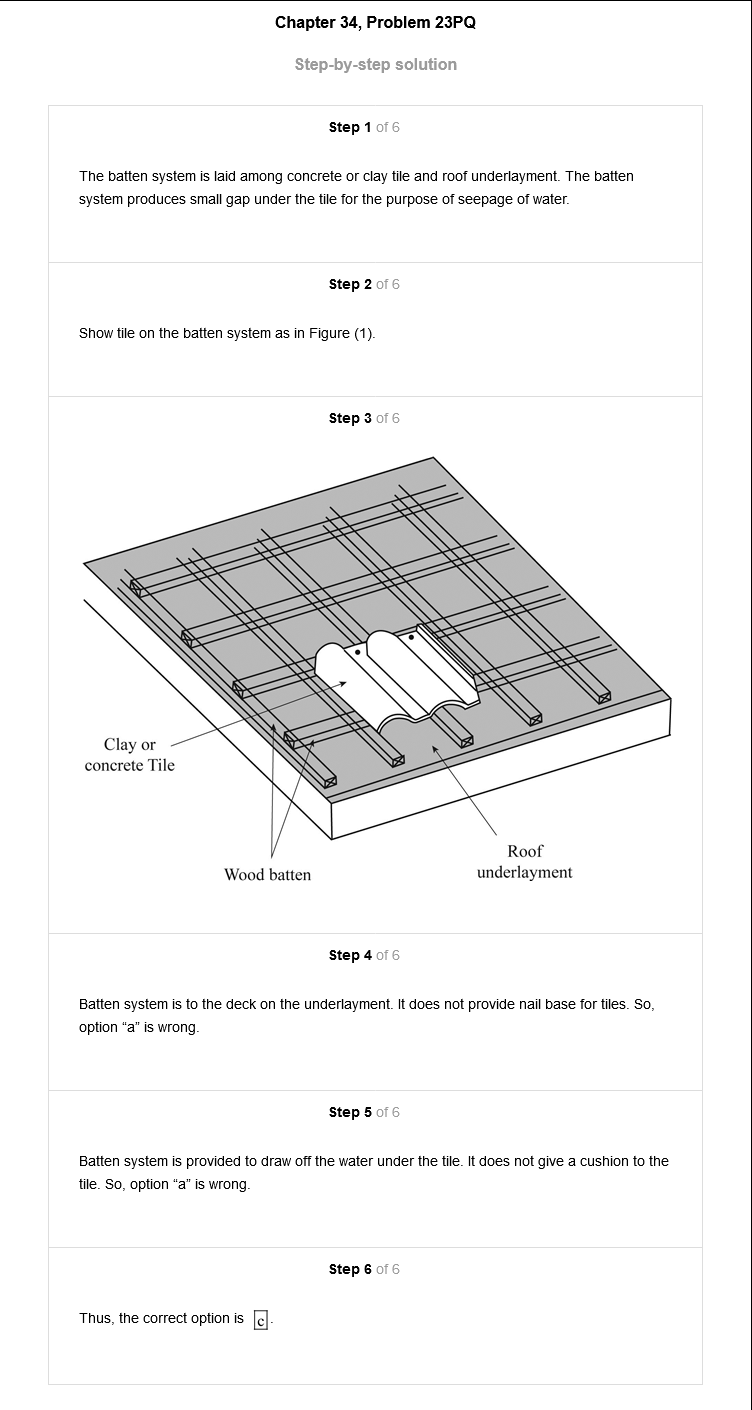 Chapter 34, Problem 23PQ
Step-by-step solution
Step 1 of 6
The batten system is laid among concrete or clay tile and roof underlayment. The batten
system produces small gap under the tile for the purpose of seepage of water.
Step 2 of 6
Show tile on the batten system as in Figure (1).
Step 3 of 6
Clay or
concrete Tile
Wood batten
Roof
underlayment
Step 4 of 6
Batten system is to the deck on the underlayment. It does not provide nail base for tiles. So,
option “a” is wrong.
Step 5 of 6
Batten system is provided to draw off the water under the tile. It does not give a cushion to the
tile. So, option “a” is wrong.
Step 6 of 6
Thus, the correct option is c.